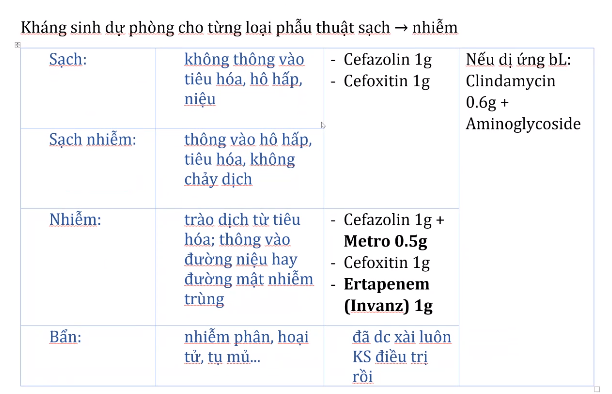 Kháng sinh dự phòng cho từng loại phẫu thuật sạch → nhiễm
Sạch:
không thông vào
tiêu hóa, hô hấp,
niệu
- Cefazolin 1g
- Cefoxitin 1g
Nếu dị ứng bL:
Clindamycin
0.6g +
Aminoglycoside
Sạch nhiễm:
thông vào hô hấp,
tiêu hóa, không
chảy dịch
Nhiễm:
trào dịch từ tiêu
hóa; thông vào
đường niệu hay
đường mật nhiễm
trùng
- Cefazolin 1g +
Metro 0.5g
- Cefoxitin 1g
- Ertapenem
(Invanz) 1g
Bẩn:
nhiễm phân, hoại
tử, tụ mủ...
đã dc xài luôn
KS điều trị
rồi